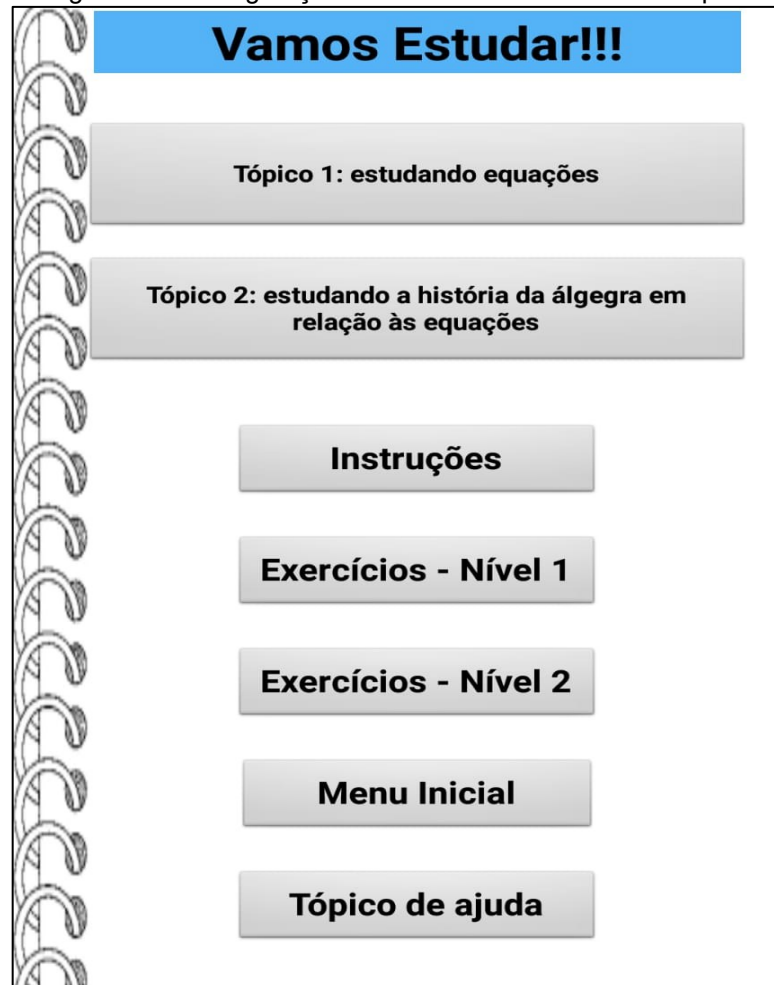 Vamos Estudar!!!
Tópico 1: estudando equações
Tópico 2: estudando a história da álgegra em
relação às equações
Instruções
Exercícios - Nível 1
Exercícios - Nível 2
Menu Inicial
Tópico de ajuda